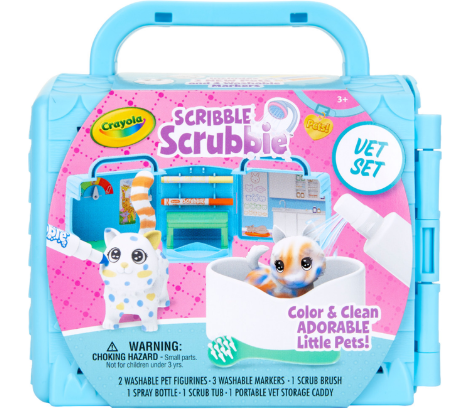 Crayola
SCRIBBLE
Scrubbie
Pets!
3+
VET
SET
Color & Clean
ADORABLE
Little Pets!
⚠ WARNING:
CHOKING HAZARD - Small parts.
Not for children under 3 yrs.
2 WASHABLE PET FIGURINES • 3 WASHABLE MARKERS • 1 SCRUB BRUSH
1 SPRAY BOTTLE • 1 SCRUB TUB • 1 PORTABLE VET STORAGE CADDY